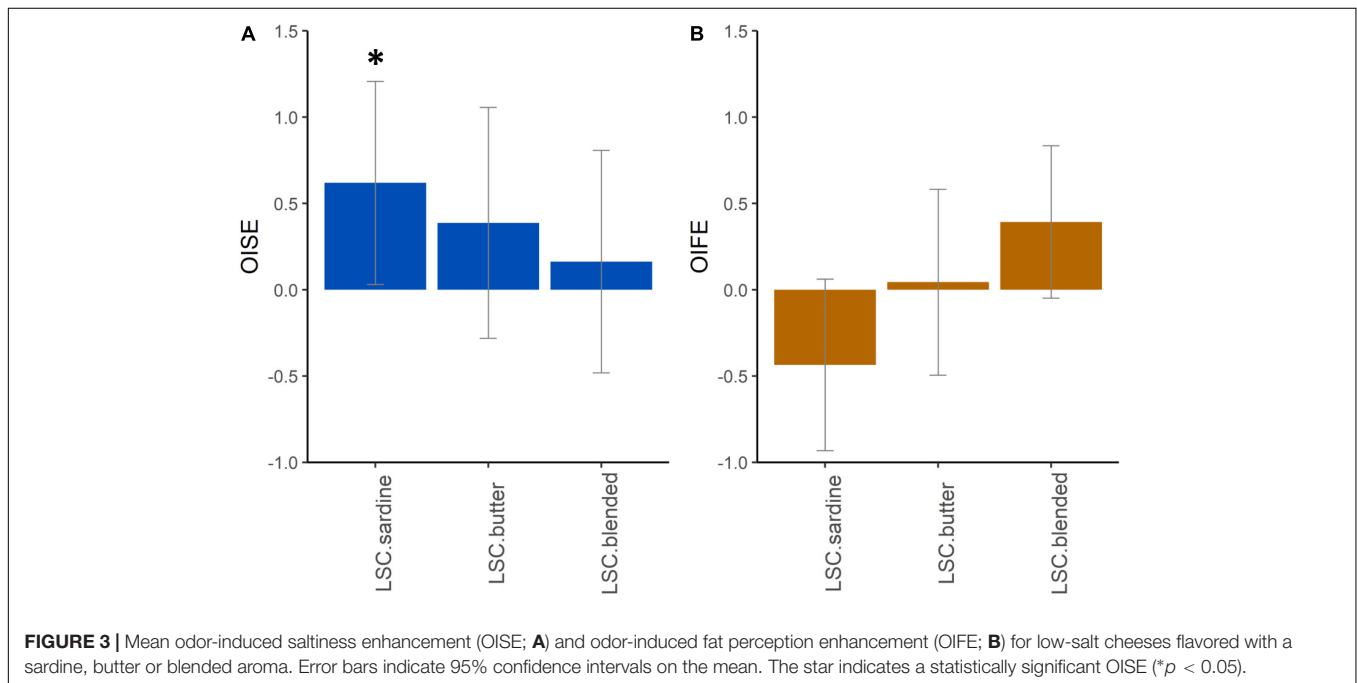 A
B
1.5
1.0
0.5
0.0
-0.5
-1.0
OISE
*
LSC.sardine
LSC.butter
LSC.blended
1.5
1.0
0.5
0.0
-0.5
-1.0
OIFE
LSC.sardine
LSC.butter
LSC.blended
FIGURE 3 | Mean odor-induced saltiness enhancement (OISE; A) and odor-induced fat perception enhancement (OIFE; B) for low-salt cheeses flavored with a
sardine, butter or blended aroma. Error bars indicate 95% confidence intervals on the mean. The star indicates a statistically significant OISE (*p < 0.05).